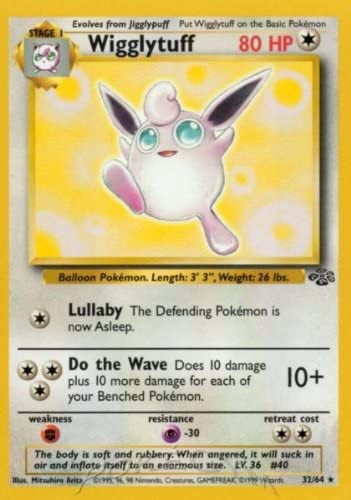 STAGE 1
Evolves from Jigglypuff Put Wigglytuff on the Basic Pokémon
Wigglytuff 80 HP
Balloon Pokémon. Length: 3' 3", Weight: 26 lbs.
Lullaby The Defending Pokémon is
now Asleep.
Do the Wave Does 10 damage
plus 10 more damage for each of
your Benched Pokémon.
10+
weakness resistance retreat cost
-30
The body is soft and rubbery. When angered, it will suck in
air and inflate itself to an enormous size. LV. 36 #40
Illus. Mitsuhiro Arita ©1995, 96, 98 Nintendo, Creatures, GAMEFREAK. ©1999 Wizards. 32/64 ★